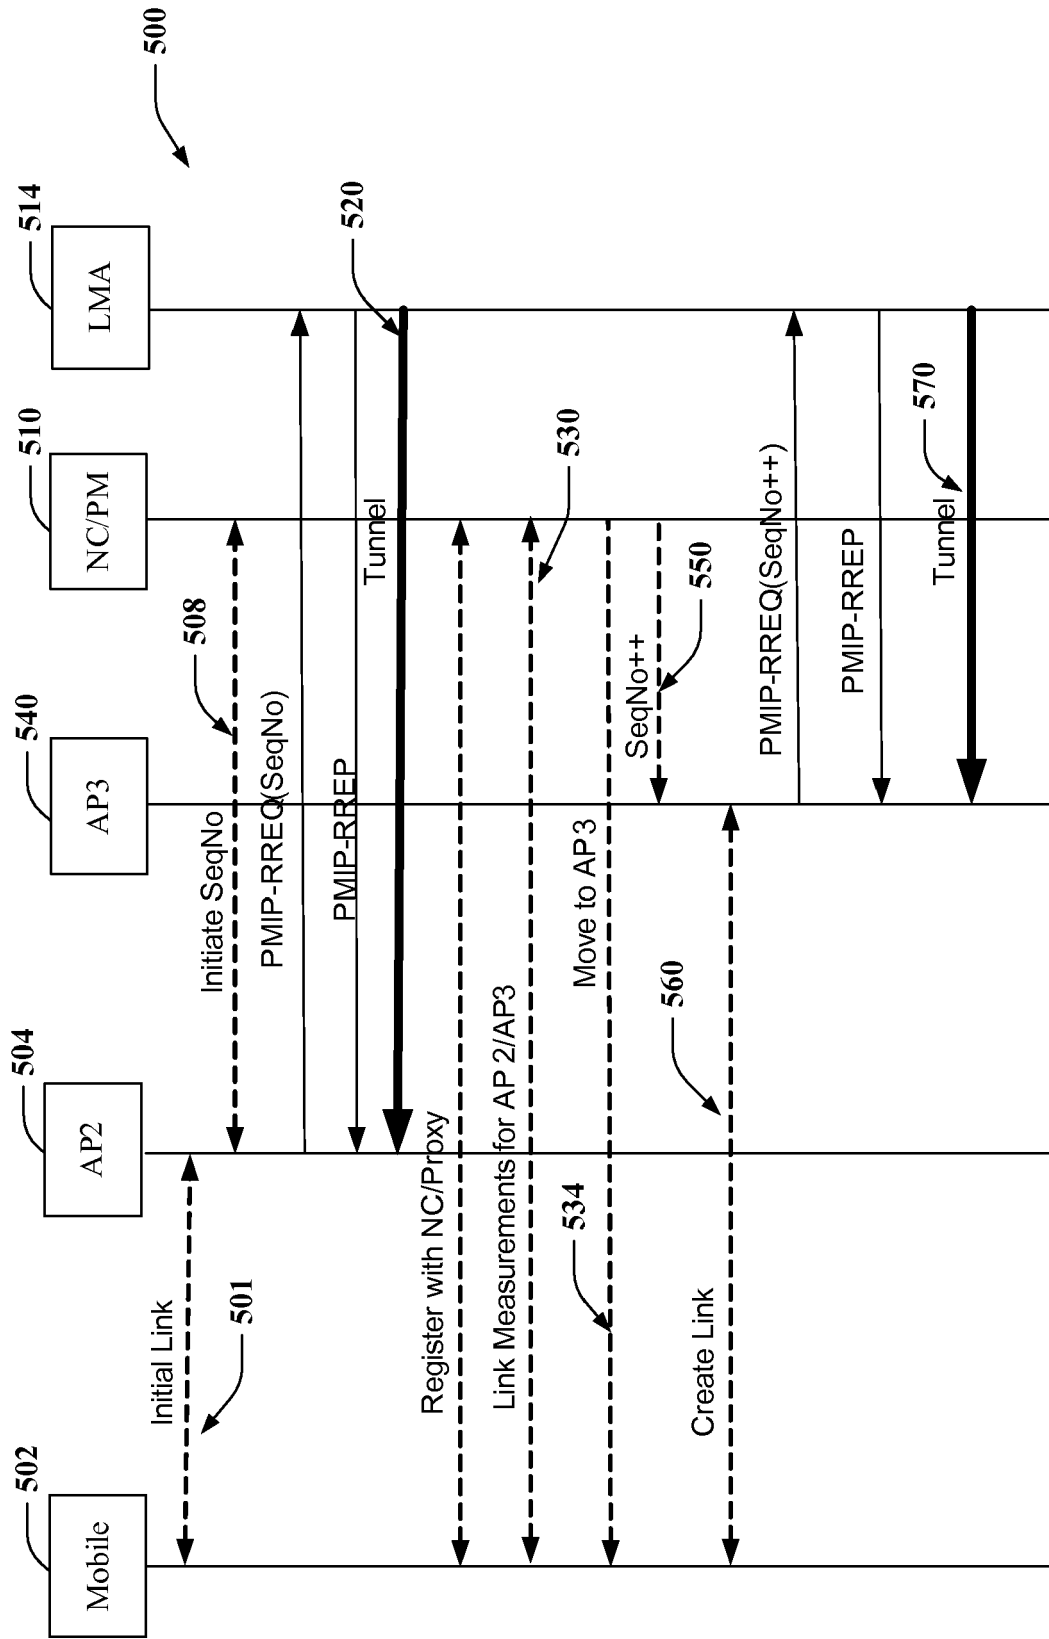 500
502
504
540
510
514
Mobile
AP2
AP3
NC/PM
LMA
Initial Link
501
Initiate SeqNo
508
PMIP-RREQ(SeqNo)
PMIP-RREP
Tunnel
520
Register with NC/Proxy
Link Measurements for AP 2/AP3
530
Move to AP3
534
SeqNo++
550
Create Link
560
PMIP-RREQ(SeqNo++)
PMIP-RREP
Tunnel
570